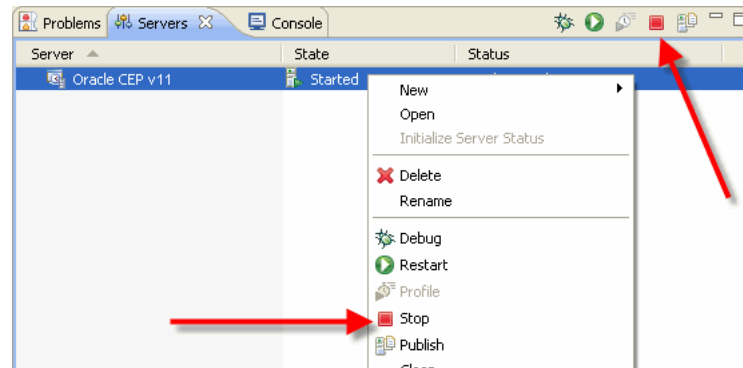 Problems Servers Console
Server State Status
Oracle CEP v11 Started
New
Open
Initialize Server Status
Delete
Rename
Debug
Restart
Profile
Stop
Publish